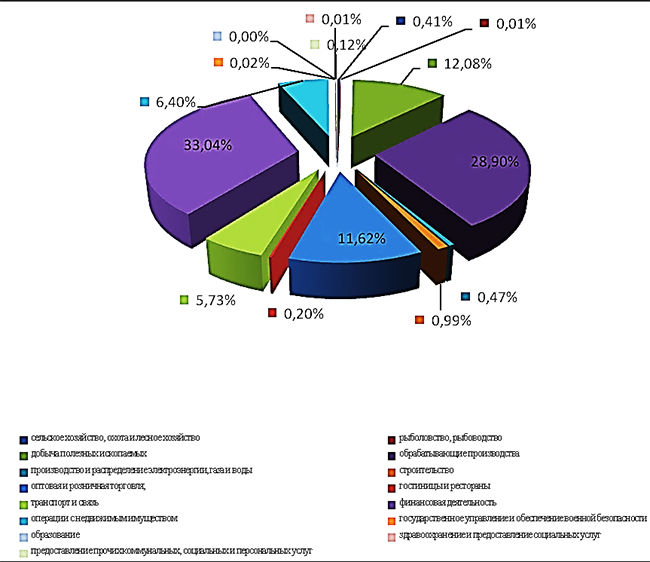 0,01%
0,41%
0,01%
0,00%
0,12%
0,02%
12,08%
6,40%
33,04%
28,90%
11,62%
5,73%
0,20%
0,99%
0,47%
сельское хозяйство, охота и лесное хозяйство
рыболовство, рыбоводство
добыча полезных ископаемых
обрабатывающие производства
производство и распределение электроэнергии, газа и воды
строительство
оптовая и розничная торговля,
гостиницы и рестораны
транспорт и связь
финансовая деятельность
операции с недвижимым имуществом
государственное управление и обеспечение военной безопасности
образование
здравоохранение и предоставление социальных услуг
предоставление прочих коммунальных, социальных и персональных услуг